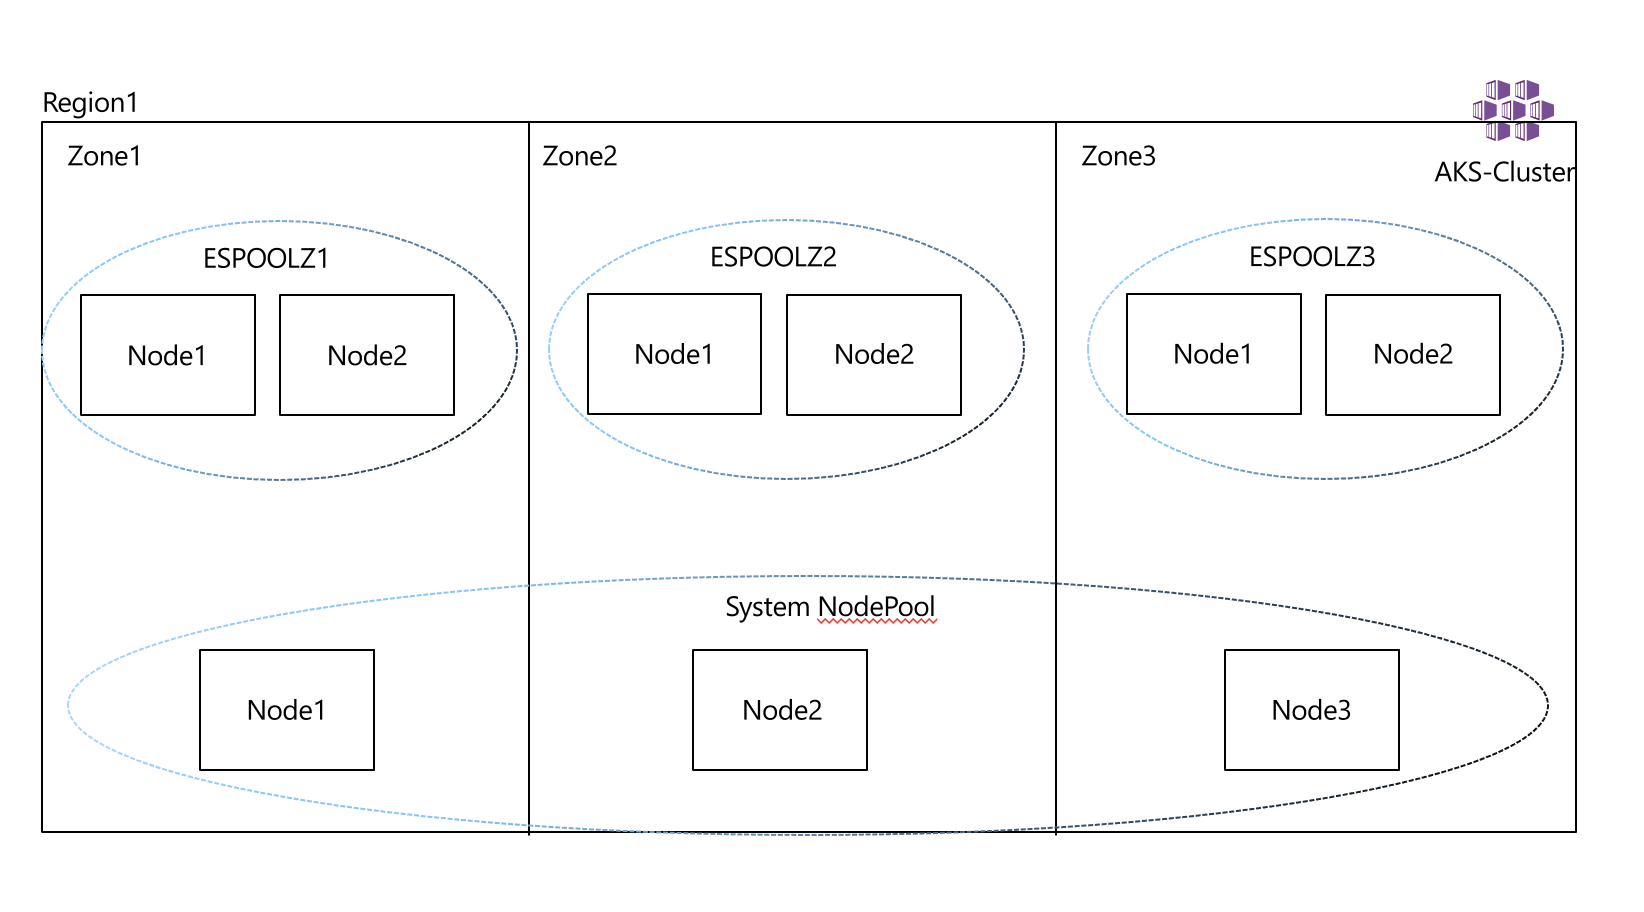 Region1
Zone1
Zone2
Zone3
AKS-Cluster
ESPOOLZ1
ESPOOLZ2
ESPOOLZ3
Node1
Node2
Node1
Node2
Node1
Node2
System NodePool
Node1
Node2
Node3